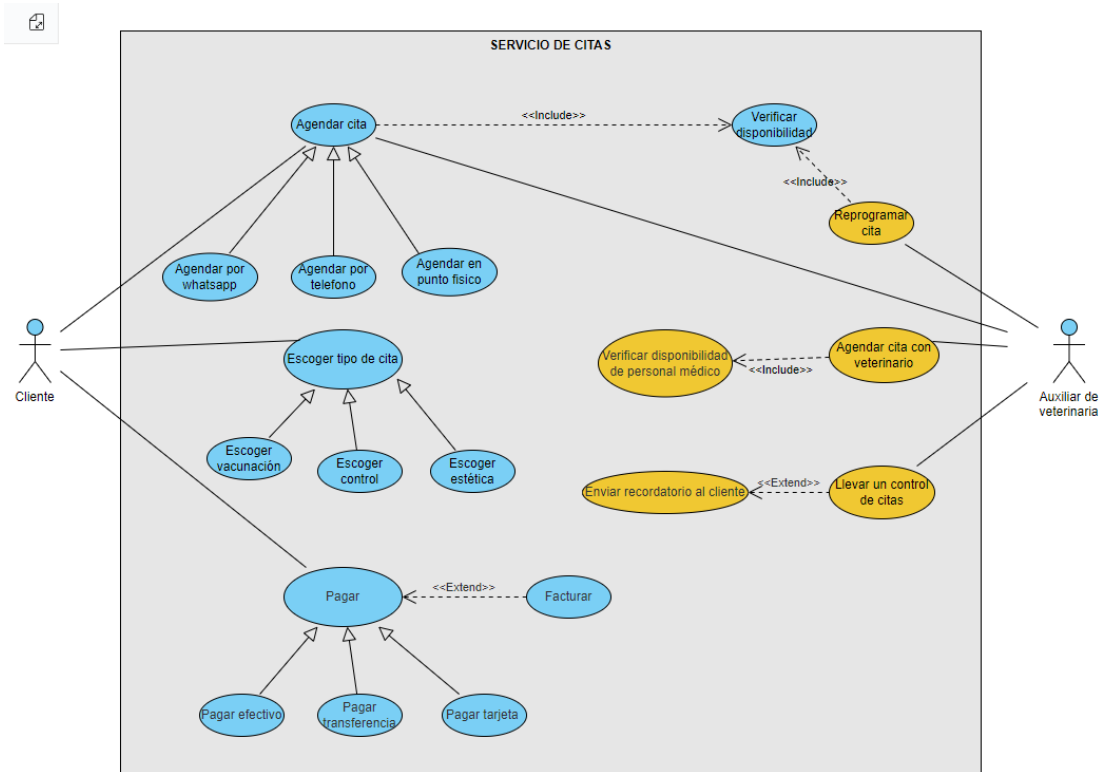 SERVICIO DE CITAS
Agendar cita
<<Include>>
Verificar
disponibilidad
<<Include>>
Reprogramar
cita
Agendar por
whatsapp
Agendar por
telefono
Agendar en
punto fisico
Escoger tipo de cita
Verificar disponibilidad
de personal médico
<<Include>>
Agendar cita con
veterinario
Cliente
Auxiliar de
veterinaria
Escoger
vacunación
Escoger
control
Escoger
estética
Enviar recordatorio al cliente
<<Extend>>
Llevar un control
de citas
Pagar
<<Extend>>
Facturar
Pagar efectivo
Pagar
transferencia
Pagar tarjeta